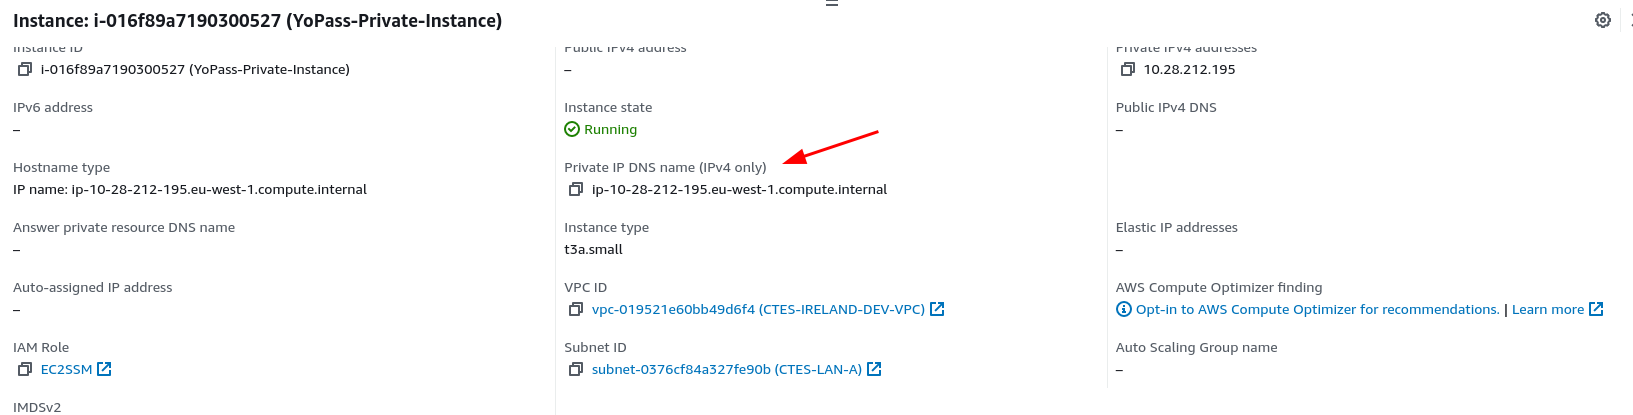 Instance: i-016f89a7190300527 (YoPass-Private-Instance)
Instance ID
i-016f89a7190300527 (YoPass-Private-Instance)
Public IPv4 address
–
Private IPv4 addresses
10.28.212.195
IPv6 address
–
Instance state
Running
Public IPv4 DNS
–
Hostname type
IP name: ip-10-28-212-195.eu-west-1.compute.internal
Private IP DNS name (IPv4 only)
ip-10-28-212-195.eu-west-1.compute.internal
Answer private resource DNS name
–
Instance type
t3a.small
Elastic IP addresses
–
Auto-assigned IP address
–
VPC ID
vpc-019521e60bb49d6f4 (CTES-IRELAND-DEV-VPC)
AWS Compute Optimizer finding
Opt-in to AWS Compute Optimizer for recommendations. | Learn more
IAM Role
EC2SSM
Subnet ID
subnet-0376cf84a327fe90b (CTES-LAN-A)
Auto Scaling Group name
–
IMDSv2